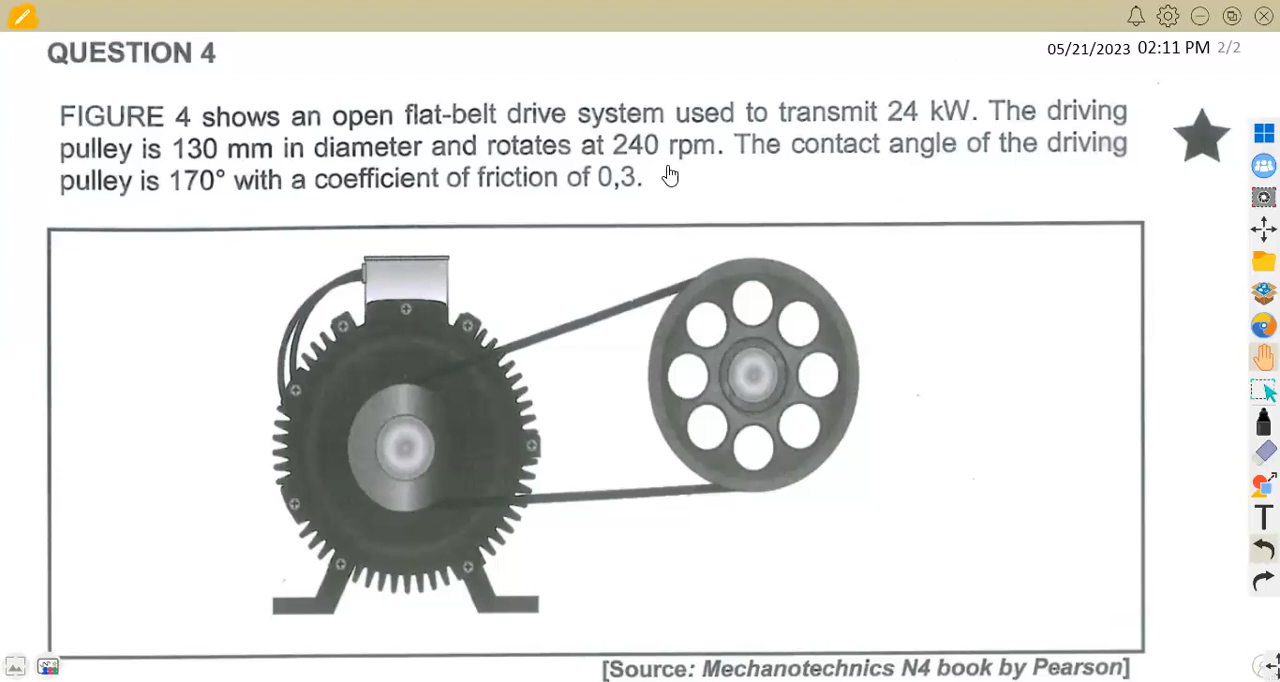 05/21/2023 02:11 PM 2/2
QUESTION 4
FIGURE 4 shows an open flat-belt drive system used to transmit 24 kW. The driving
pulley is 130 mm in diameter and rotates at 240 rpm. The contact angle of the driving
pulley is 170° with a coefficient of friction of 0,3.
[Source: Mechanotechnics N4 book by Pearson]